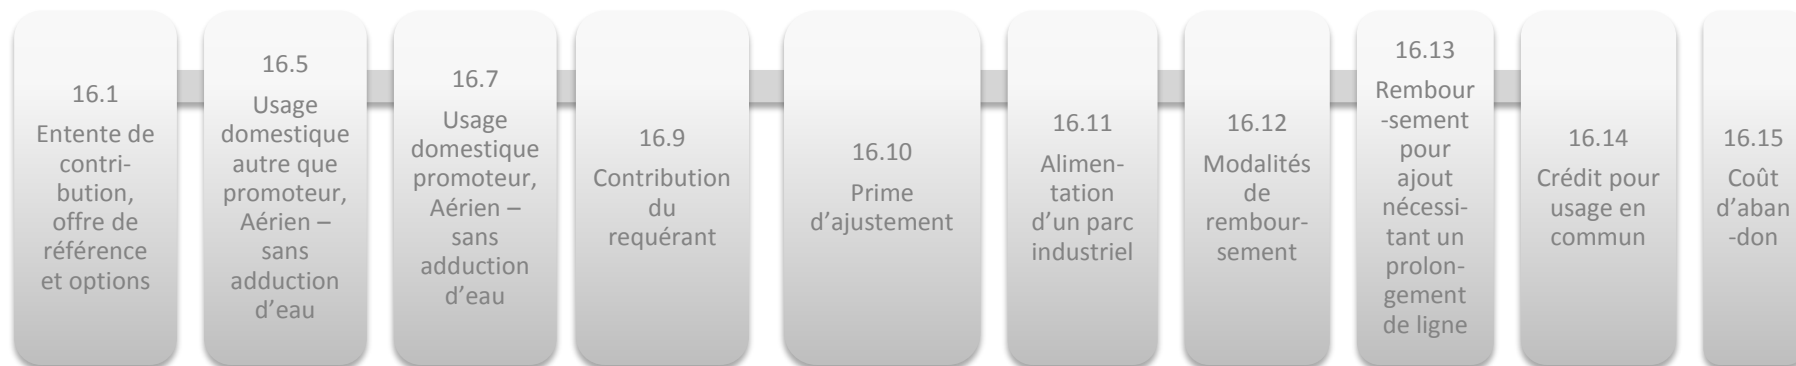 16.1
Entente de
contri-
bution,
offre de
référence
et options
16.5
Usage
domestique
autre que
promoteur,
Aérien –
sans
adduction
d’eau
16.7
Usage
domestique
promoteur,
Aérien –
sans
adduction
d’eau
16.9
Contribution
du
requérant
16.10
Prime
d’ajustement
16.11
Alimen-
tation
d’un parc
industriel
16.12
Modalités
de
rembour-
sement
16.13
Rembour
-sement
pour
ajout
nécessi-
tant un
prolon-
gement
de ligne
16.14
Crédit pour
usage en
commun
16.15
Coût
d’aban
-don